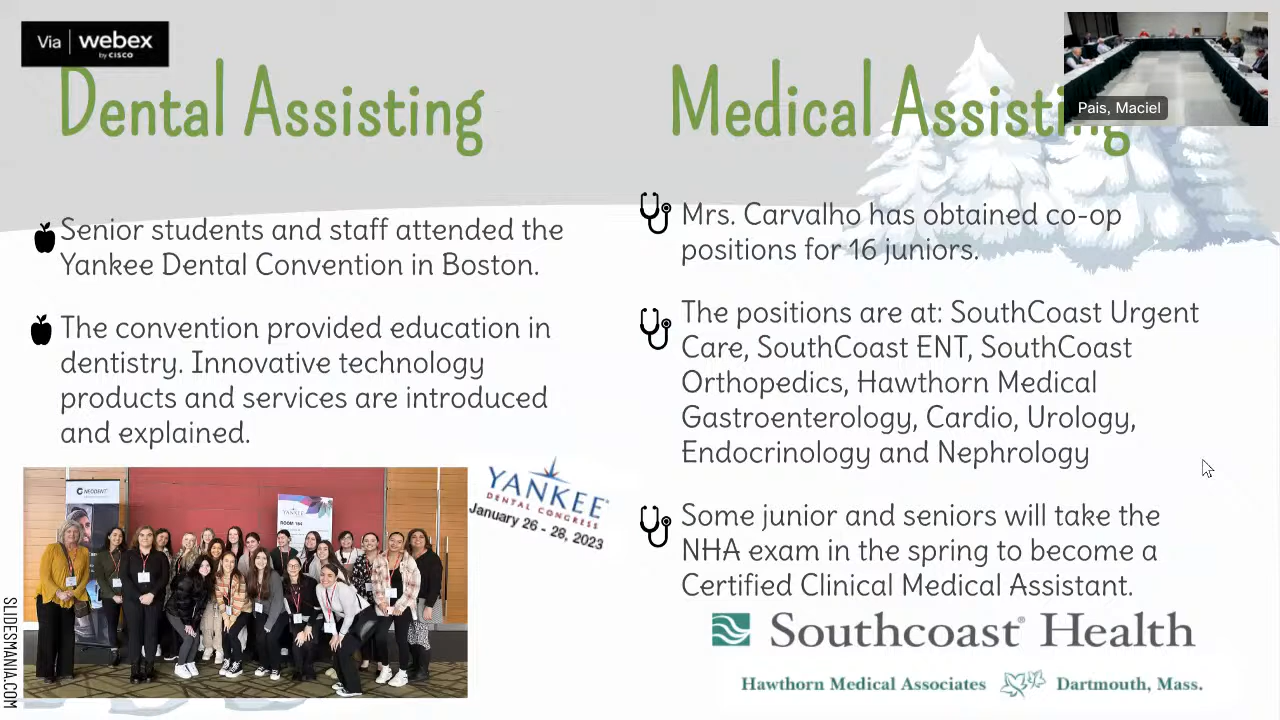 Via webex
by CISCO
Pais, Maciel
Dental Assisting
Senior students and staff attended the
Yankee Dental Convention in Boston.
The convention provided education in
dentistry. Innovative technology
products and services are introduced
and explained.
NEODENT
YANKEE
ROOM 104
YANKEE
DENTAL CONGRESS
January 26 - 28, 2023
Medical Assisting
Mrs. Carvalho has obtained co-op
positions for 16 juniors.
The positions are at: SouthCoast Urgent
Care, SouthCoast ENT, SouthCoast
Orthopedics, Hawthorn Medical
Gastroenterology, Cardio, Urology,
Endocrinology and Nephrology
Some junior and seniors will take the
NHA exam in the spring to become a
Certified Clinical Medical Assistant.
Southcoast® Health
Hawthorn Medical Associates Dartmouth, Mass.
SLIDESMANIA.COM